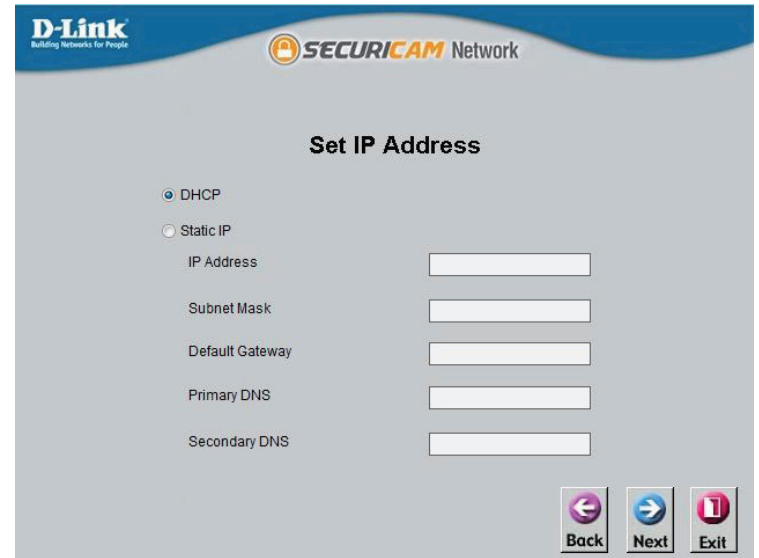 D-Link
Building Networks for People
SECURICAM Network
Set IP Address
DHCP
Static IP
IP Address
Subnet Mask
Default Gateway
Primary DNS
Secondary DNS
Back Next Exit